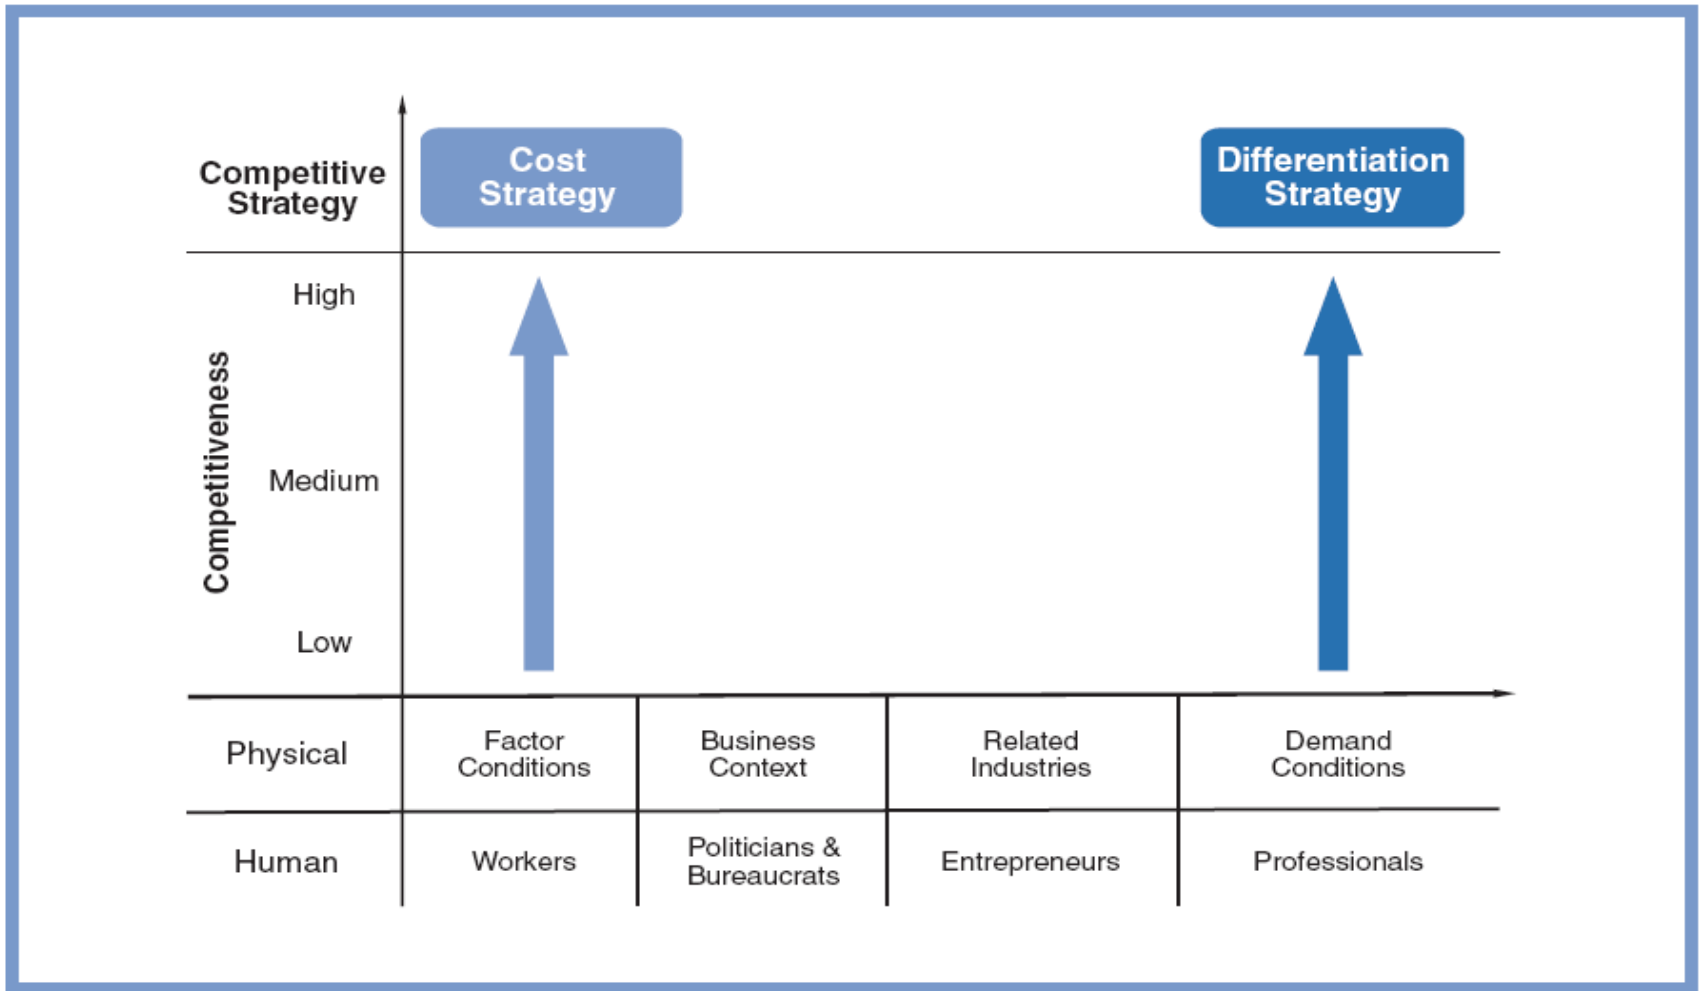 Competitive
Strategy
Cost
Strategy
Differentiation
Strategy
Competitiveness
High
Medium
Low
Physical
Factor
Conditions
Business
Context
Related
Industries
Demand
Conditions
Human
Workers
Politicians &
Bureaucrats
Entrepreneurs
Professionals